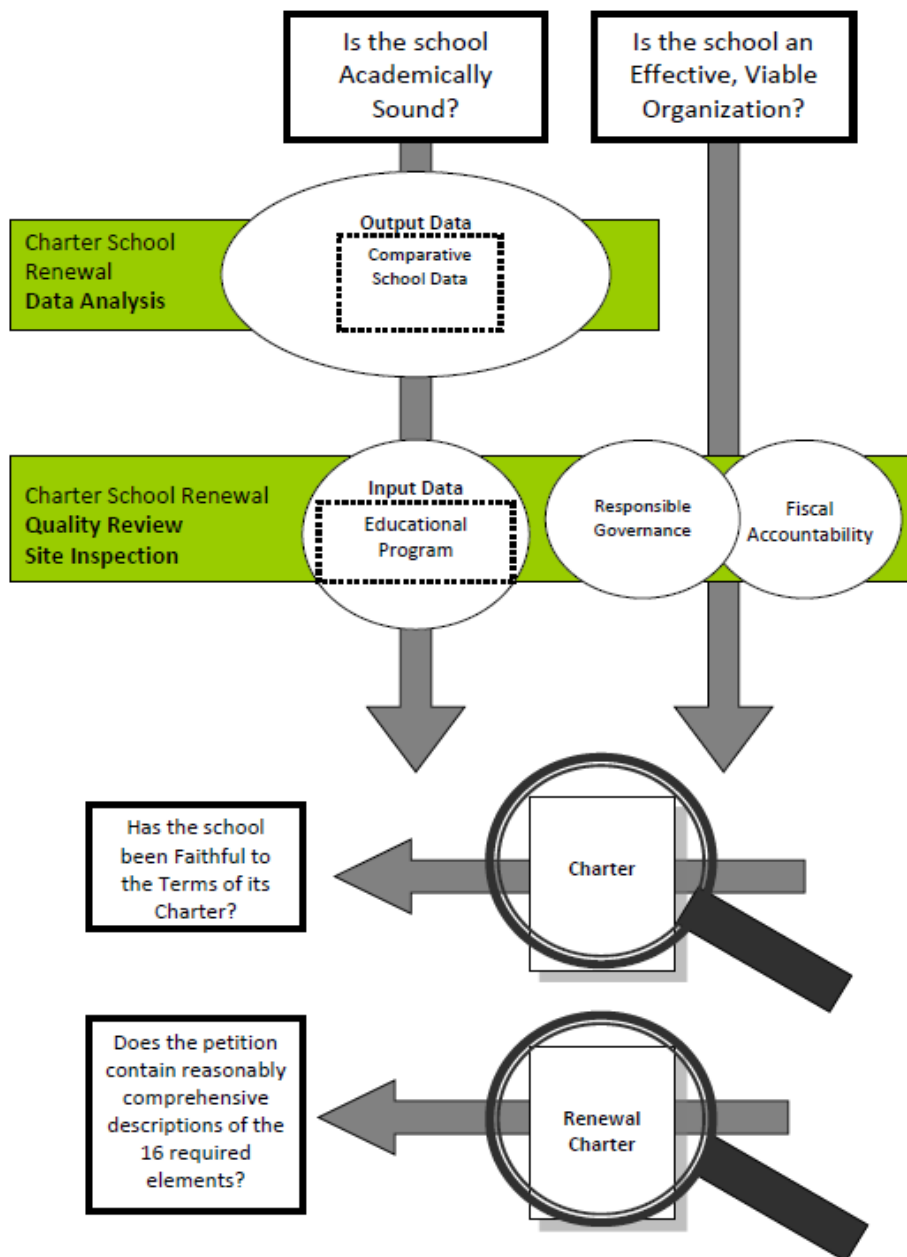 Is the school
Academically
Sound?
Is the school an
Effective, Viable
Organization?
Charter School
Renewal
Data Analysis
Output Data
Comparative
School Data
Charter School Renewal
Quality Review
Site Inspection
Input Data
Educational
Program
Responsible
Governance
Fiscal
Accountability
Has the school
been Faithful to
the Terms of its
Charter?
Charter
Does the petition
contain reasonably
comprehensive
descriptions of the
16 required
elements?
Renewal
Charter